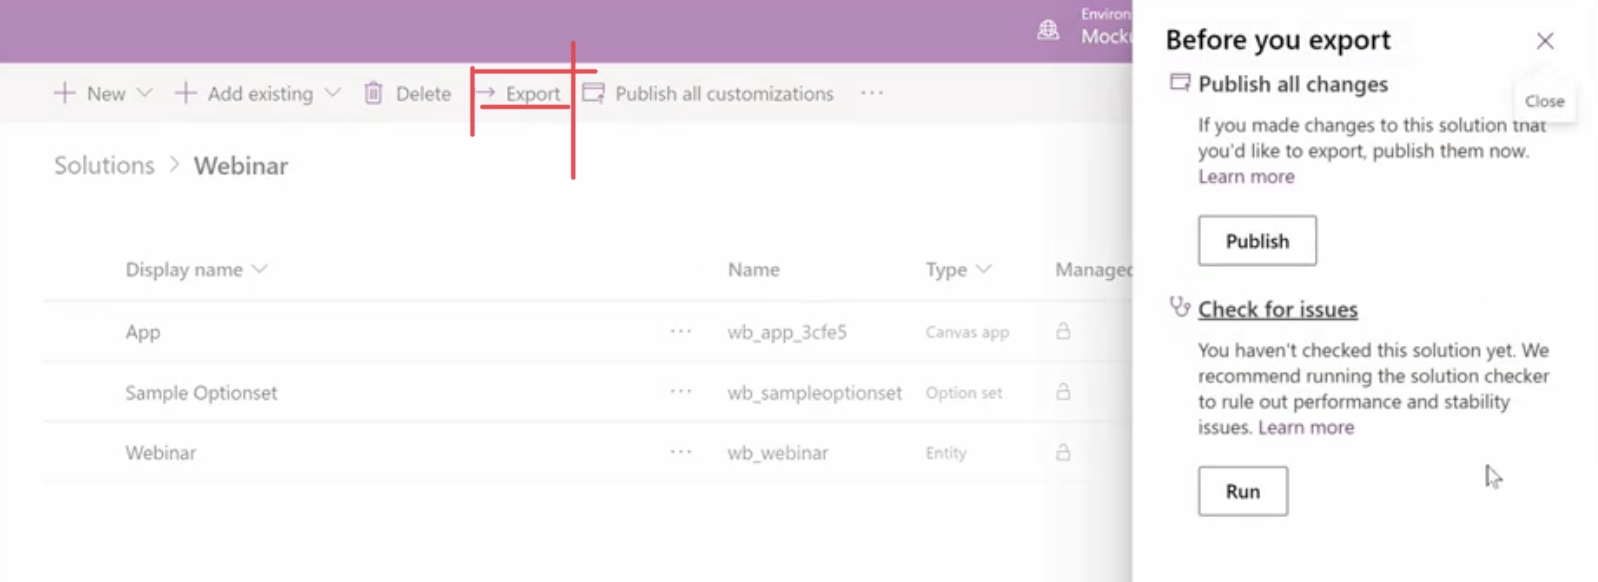 Environ
Mocku
New
Add existing
Delete
Export
Publish all customizations
Solutions > Webinar
Display name
Name
Type
Managed
App
wb_app_3cfe5
Canvas app
Sample Optionset
wb_sampleoptionset
Option set
Webinar
wb_webinar
Entity
Before you export
Close
Publish all changes
If you made changes to this solution that
you'd like to export, publish them now.
Learn more
Publish
Check for issues
You haven't checked this solution yet. We
recommend running the solution checker
to rule out performance and stability
issues. Learn more
Run